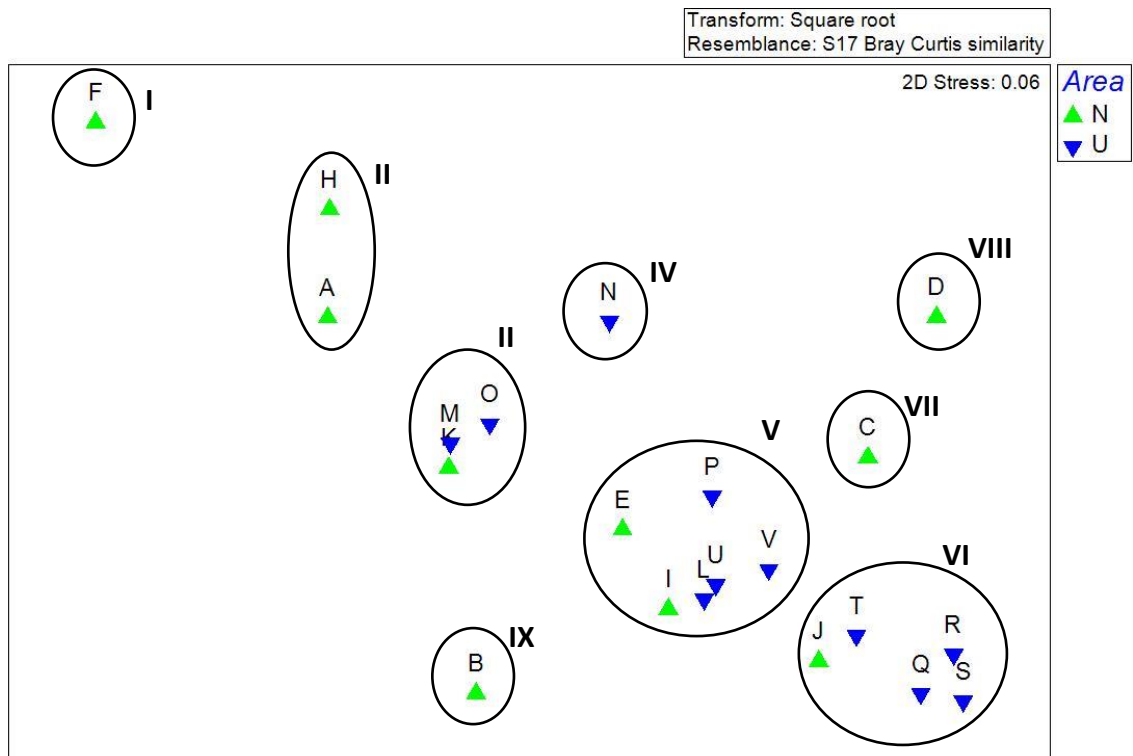 Transform: Square root
Resemblance: S17 Bray Curtis similarity
2D Stress: 0.06
Area
N
U
F
I
H
II
A
IV
N
VIII
D
II
O
M
K
VII
C
V
P
E
V
U
L
I
VI
T
J
R
Q
S
IX
B